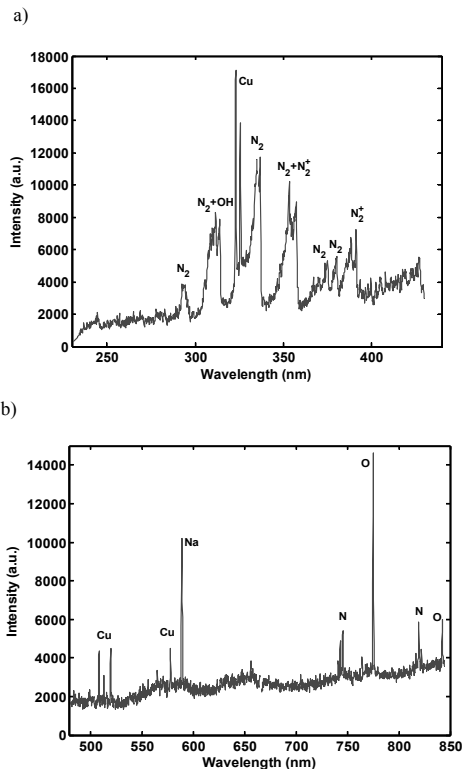 a)
18000
16000
14000
12000
10000
8000
6000
4000
2000
0
Intensity (a.u.)
Cu
N2
N2+N2+
N2+OH
N2+
N2 N2
N2
250 300 350 400
Wavelength (nm)
b)
14000
12000
10000
8000
6000
4000
2000
0
Intensity (a.u.)
O
Na
Cu Cu
N
N
O
500 550 600 650 700 750 800 850
Wavelength (nm)